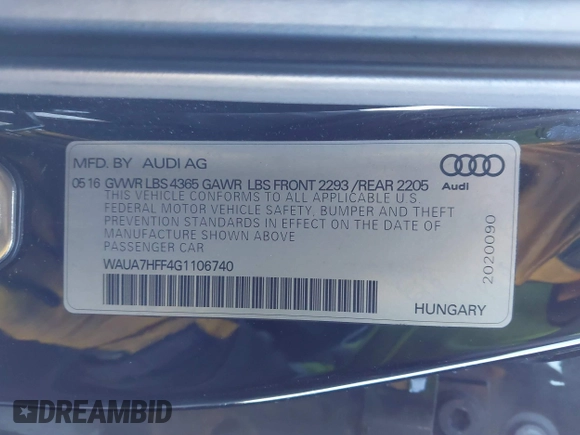 MFD. BY AUDI AG
Audi
0516 GVWR LBS 4365 GAWR LBS FRONT 2293 /REAR 2205
THIS VEHICLE CONFORMS TO ALL APPLICABLE U.S.
FEDERAL MOTOR VEHICLE SAFETY, BUMPER AND THEFT
PREVENTION STANDARDS IN EFFECT ON THE DATE OF
MANUFACTURE SHOWN ABOVE
PASSENGER CAR
WAUA7HFF4G1106740
2020090
HUNGARY
DREAMBID